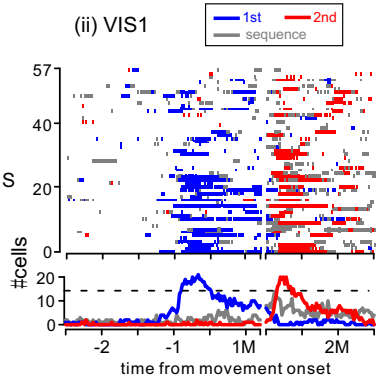 (ii) VIS1
1st 2nd
sequence
57
40
S
20
0
#cells
20
10
0
-2 -1 1M 2M
time from movement onset